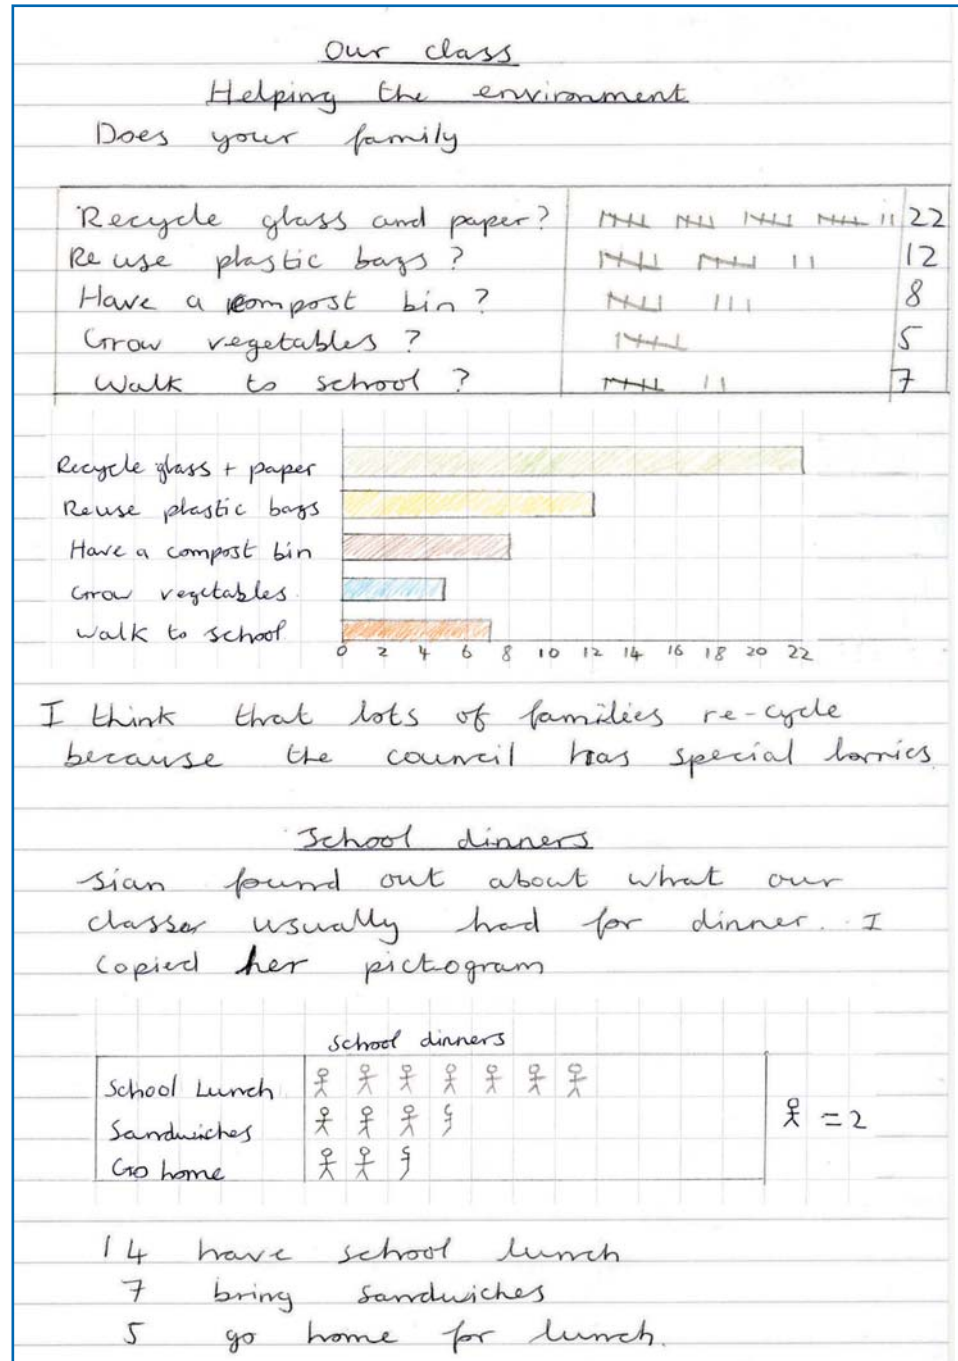 Our class
Helping the environment
Does your family
Recycle glass and paper? 22
Re use plastic bags? 12
Have a compost bin? 8
Grow vegetables? 5
Walk to school? 7
Recycle glass + paper
Reuse plastic bags
Have a compost bin
Grow vegetables
Walk to school
0 2 4 6 8 10 12 14 16 18 20 22
I think that lots of families re-cycle
because the council has special lorries
School dinners
Sian found out about what our
classer usually had for dinner. I
copied her pictogram
School dinners
School Lunch
Sandwiches
Go home
= 2
14 have school lunch
7 bring sandwiches
5 go home for lunch.